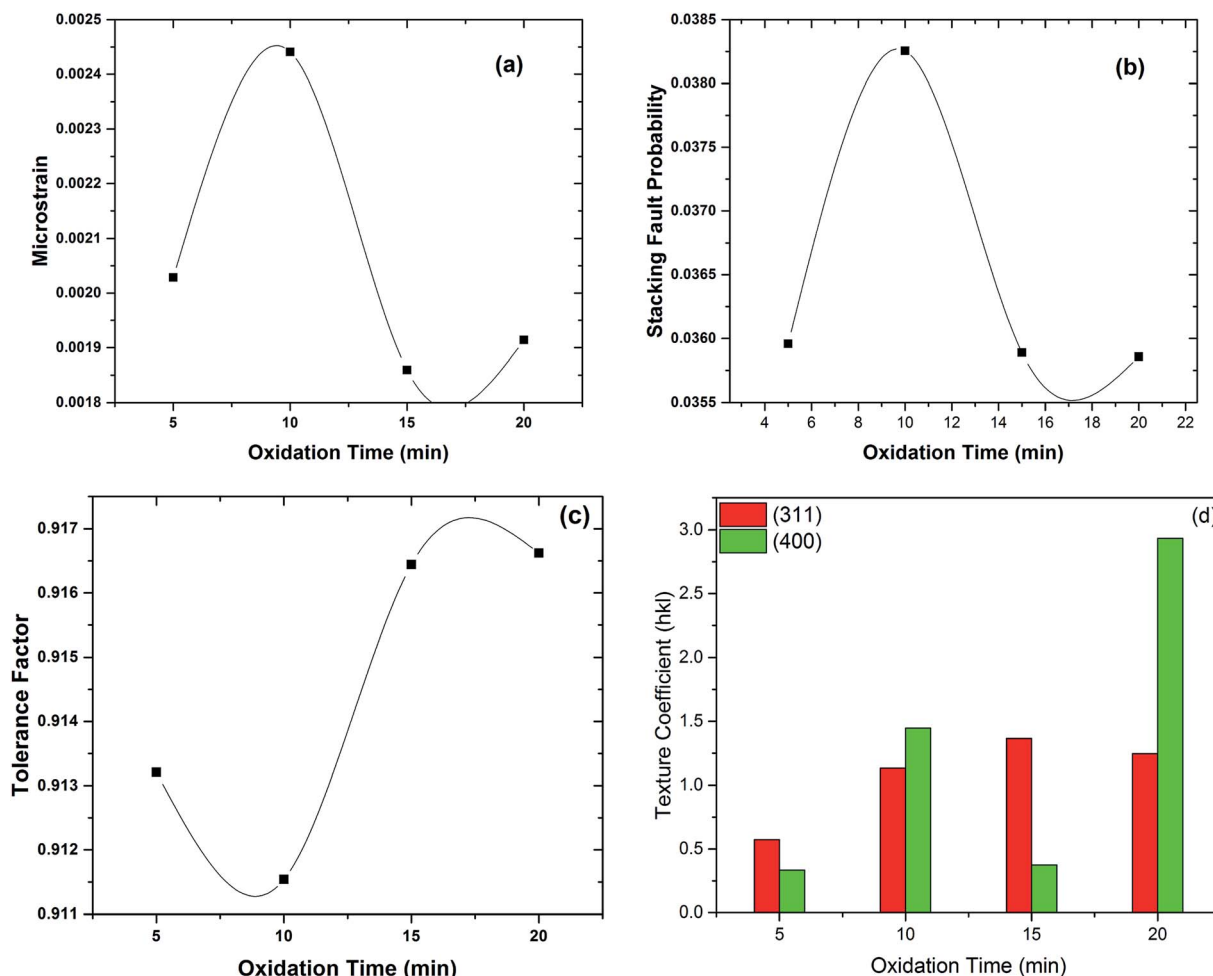 0.0025
0.0024
0.0023
0.0022
0.0021
0.0020
0.0019
0.0018
Microstrain
(a)
5 10 15 20
Oxidation Time (min)
0.0385
0.0380
0.0375
0.0370
0.0365
0.0360
0.0355
Stacking Fault Probability
(b)
4 6 8 10 12 14 16 18 20 22
Oxidation Time (min)
0.917
0.916
0.915
0.914
0.913
0.912
0.911
Tolerance Factor
(c)
5 10 15 20
Oxidation Time (min)
(311)
(400)
(d)
3.0
2.5
2.0
1.5
1.0
0.5
0.0
Texture Coefficient (hkl)
5 10 15 20
Oxidation Time (min)